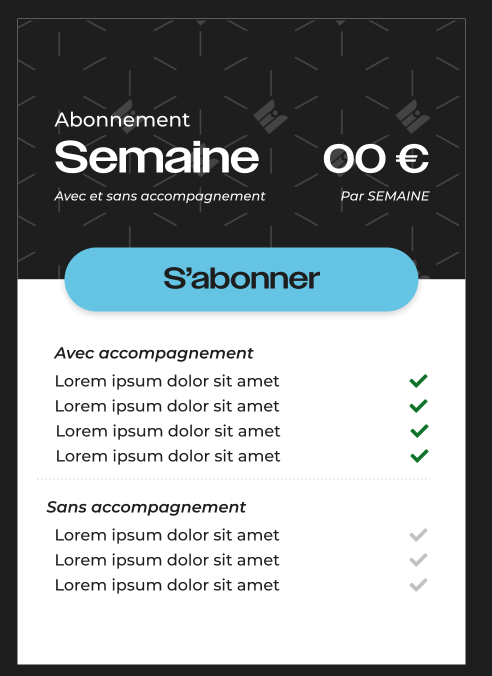 Abonnement
Semaine 00 €
Avec et sans accompagnement Par SEMAINE
S'abonner
Avec accompagnement
Lorem ipsum dolor sit amet
Lorem ipsum dolor sit amet
Lorem ipsum dolor sit amet
Lorem ipsum dolor sit amet
Sans accompagnement
Lorem ipsum dolor sit amet
Lorem ipsum dolor sit amet
Lorem ipsum dolor sit amet